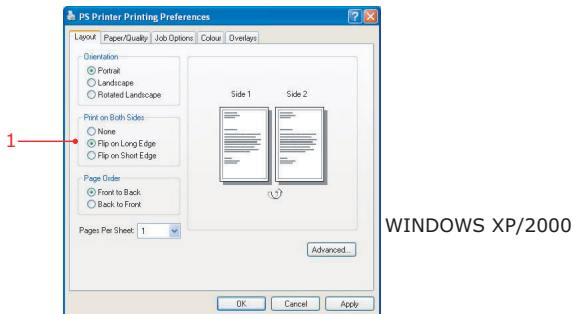 PS Printer Printing Preferences
Layout Paper/Quality Job Options Colour Overlays
Orientation
Portrait
Landscape
Rotated Landscape
Print on Both Sides
None
Flip on Long Edge
Flip on Short Edge
Page Order
Front to Back
Back to Front
Pages Per Sheet: 1
Side 1 Side 2
Advanced...
OK Cancel Apply
1
WINDOWS XP/2000